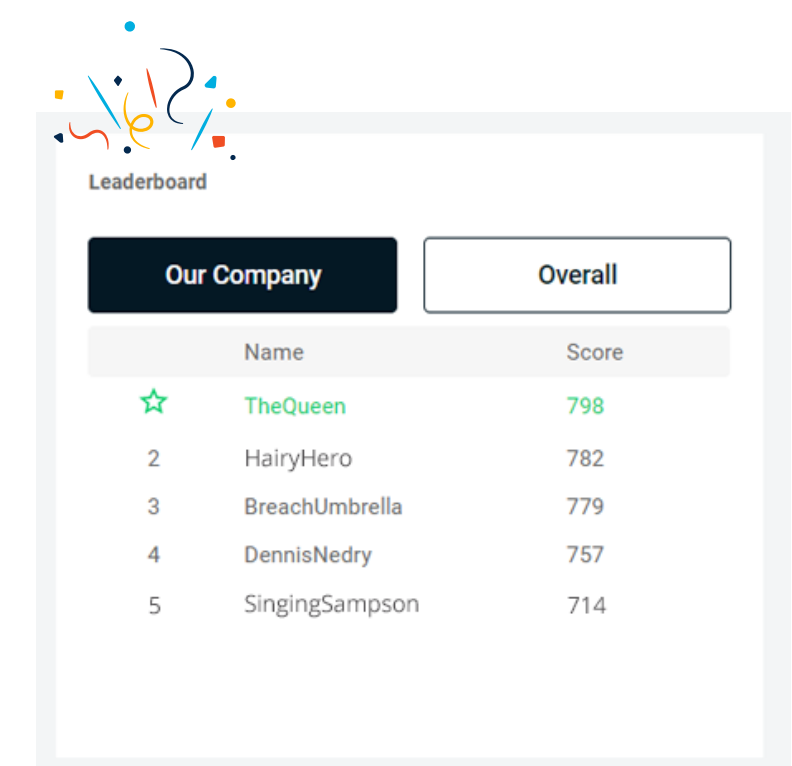 Leaderboard
Our Company Overall
Name Score
TheQueen 798
2 HairyHero 782
3 BreachUmbrella 779
4 DennisNedry 757
5 SingingSampson 714